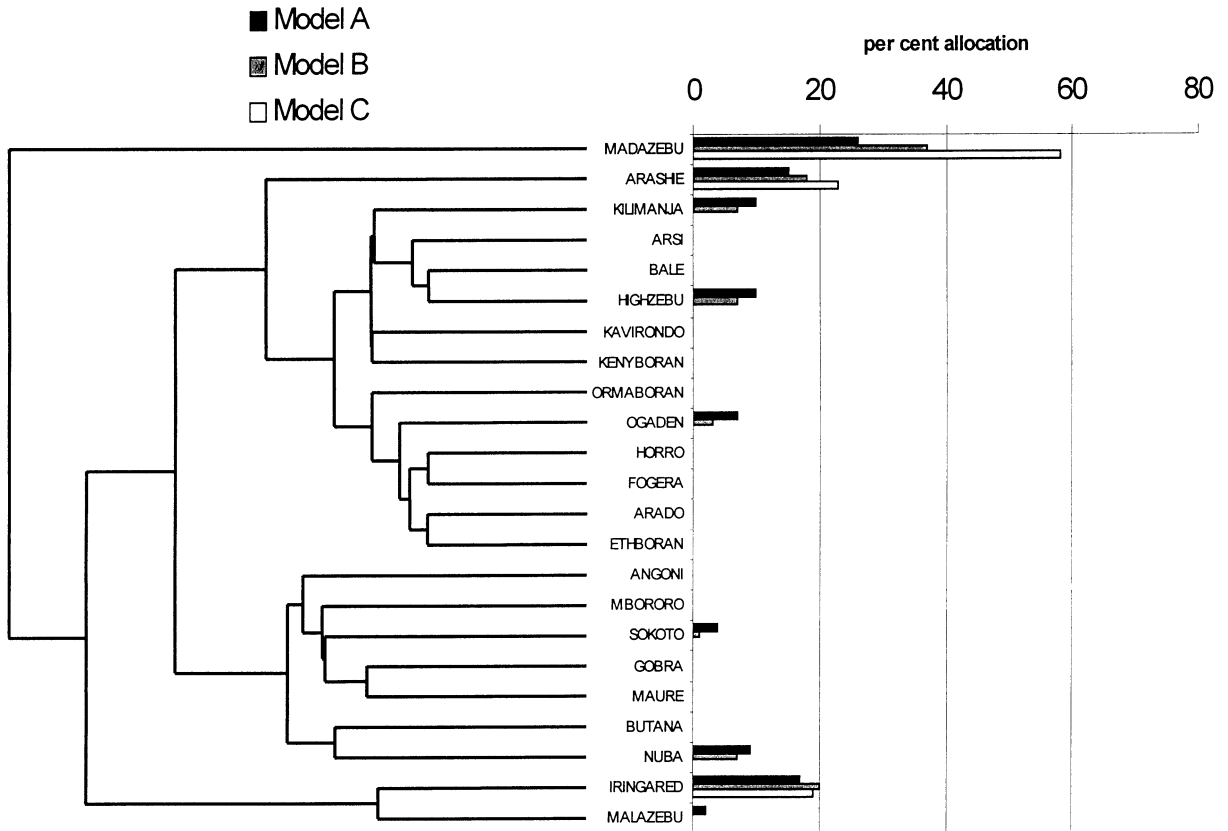 Model A
Model B
Model C
per cent allocation
0 20 40 60 80
MADAZEBU
ARASHIE
KILIMANJA
ARSI
BALE
HIGHZEBU
KAVIRONDO
KENYBORAN
ORMABORAN
OGADEN
HORRO
FOGERA
ARADO
ETHBORAN
ANGONI
MBORORO
SOKOTO
GOBRA
MAURE
BUTANA
NUBA
IRINGARED
MALAZEBU